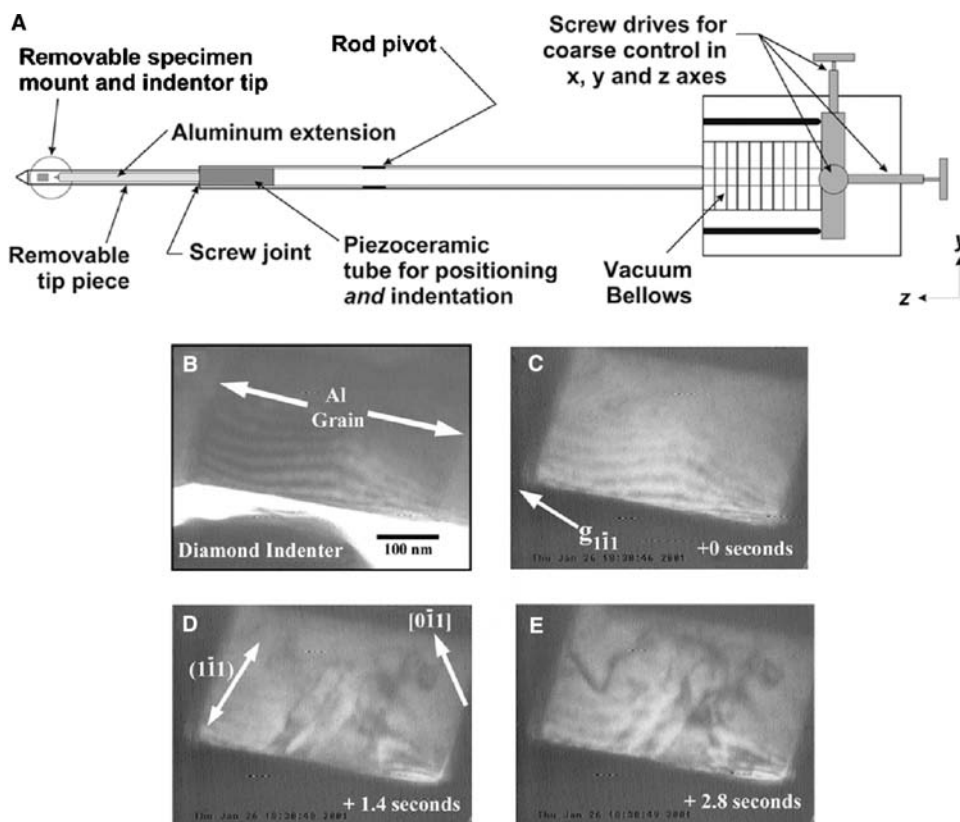 A
Removable specimen
mount and indentor tip
Aluminum extension
Rod pivot
Screw drives for
coarse control in
x, y and z axes
Removable
tip piece
Screw joint
Piezoceramic
tube for positioning
and indentation
Vacuum
Bellows
y
z
B
Al
Grain
Diamond Indenter
100 nm
C
g1̄11
+0 seconds
D
(11̄1)
[01̄1]
+ 1.4 seconds
E
+ 2.8 seconds